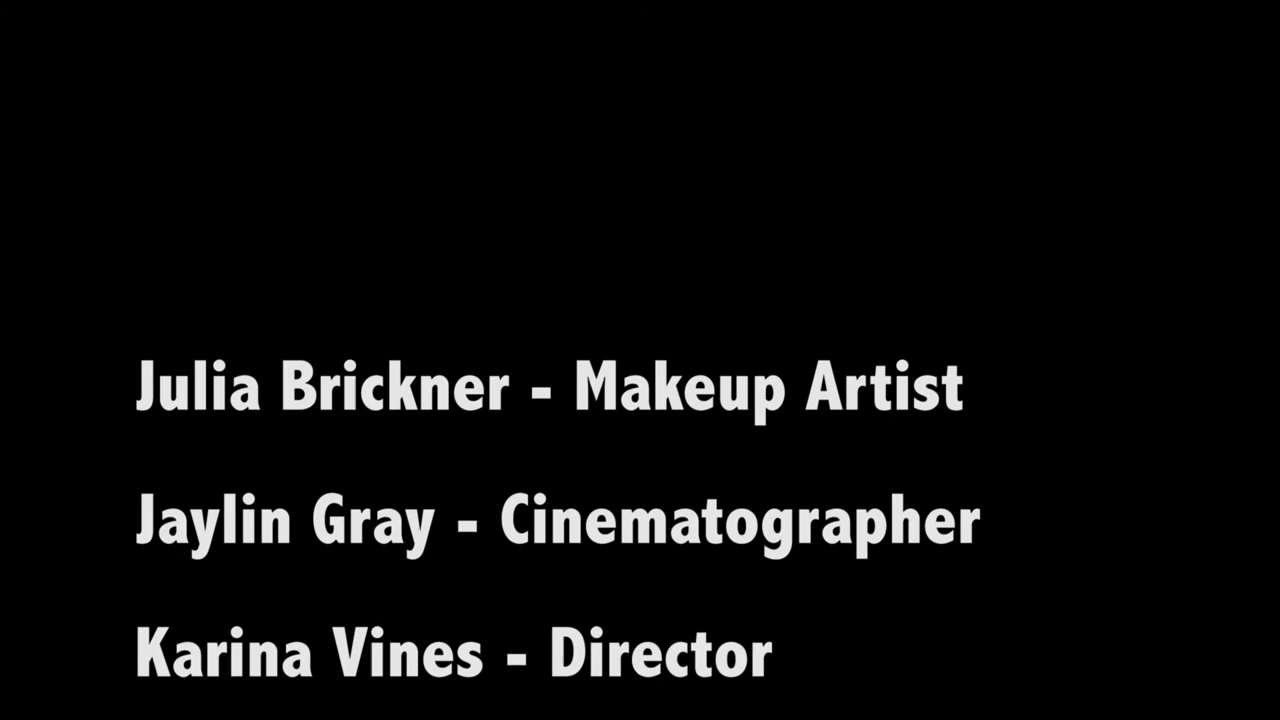 Julia Brickner - Makeup Artist
Jaylin Gray - Cinematographer
Karina Vines - Director